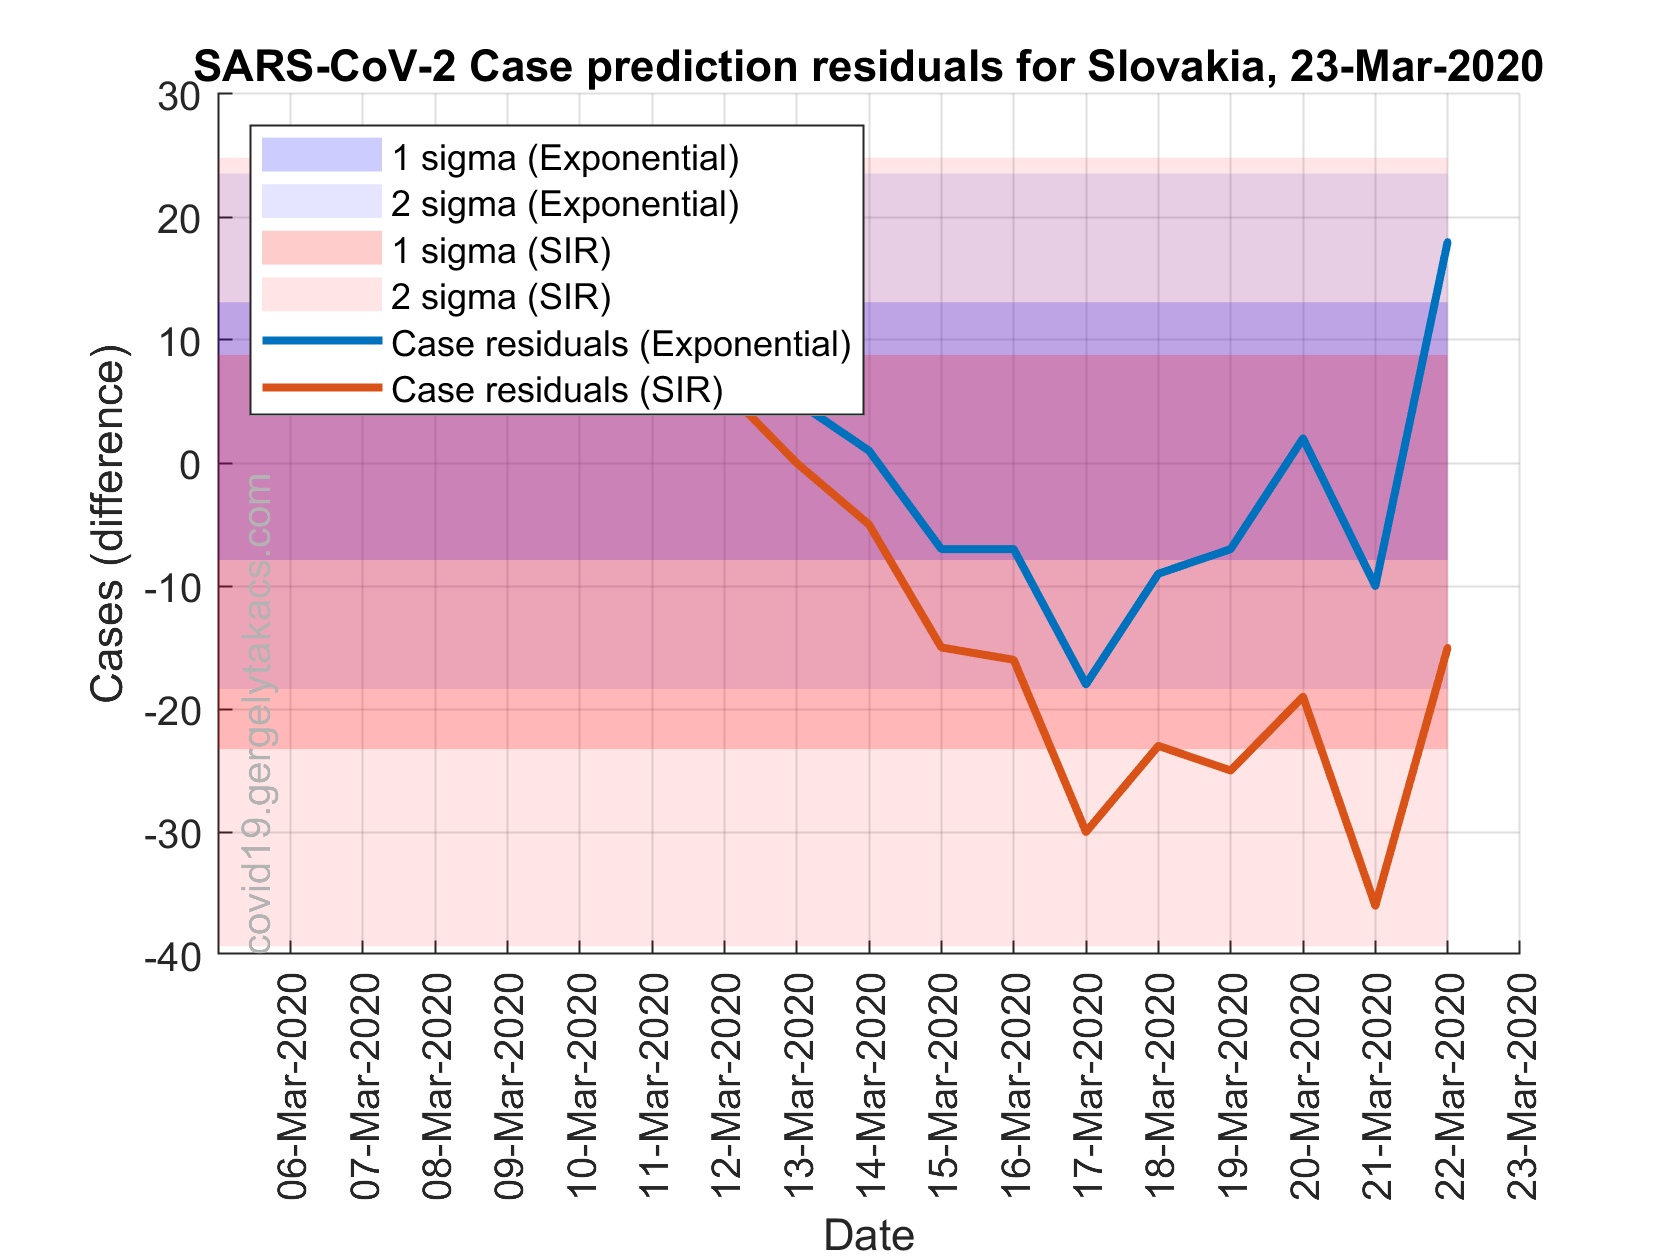 SARS-CoV-2 Case prediction residuals for Slovakia, 23-Mar-2020
30
20
10
0
-10
-20
-30
-40
Cases (difference)
1 sigma (Exponential)
2 sigma (Exponential)
1 sigma (SIR)
2 sigma (SIR)
Case residuals (Exponential)
Case residuals (SIR)
covid19.gergelytakacs.com
06-Mar-2020
07-Mar-2020
08-Mar-2020
09-Mar-2020
10-Mar-2020
11-Mar-2020
12-Mar-2020
13-Mar-2020
14-Mar-2020
15-Mar-2020
16-Mar-2020
17-Mar-2020
18-Mar-2020
19-Mar-2020
20-Mar-2020
21-Mar-2020
22-Mar-2020
23-Mar-2020
Date